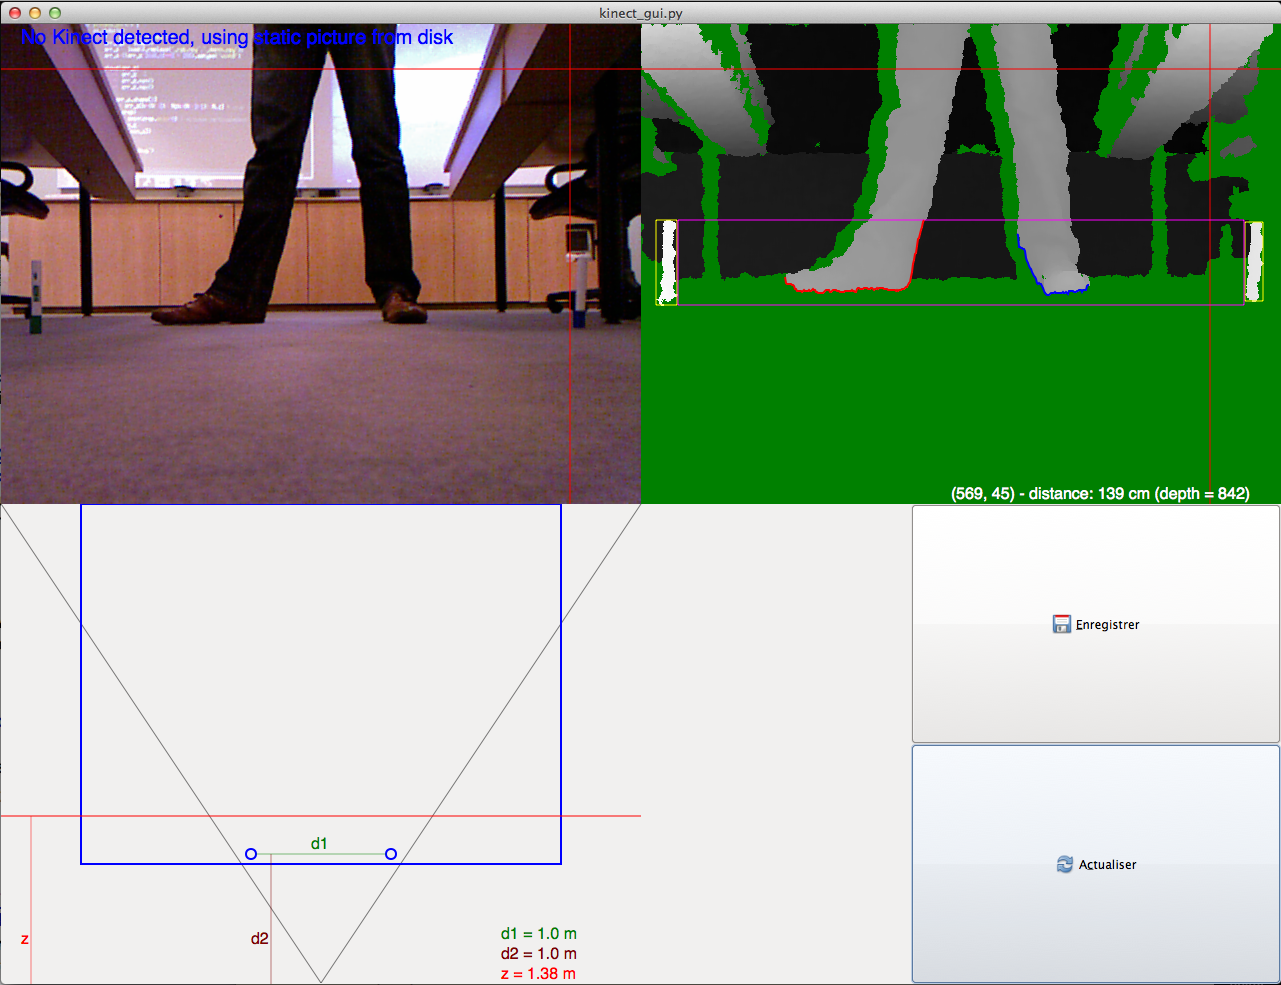 kinect_gui.py
No Kinect detected, using static picture from disk
(569, 45) - distance: 139 cm (depth = 842)
Enregistrer
d1
z
d2
Actualiser
d1 = 1.0 m
d2 = 1.0 m
z = 1.38 m